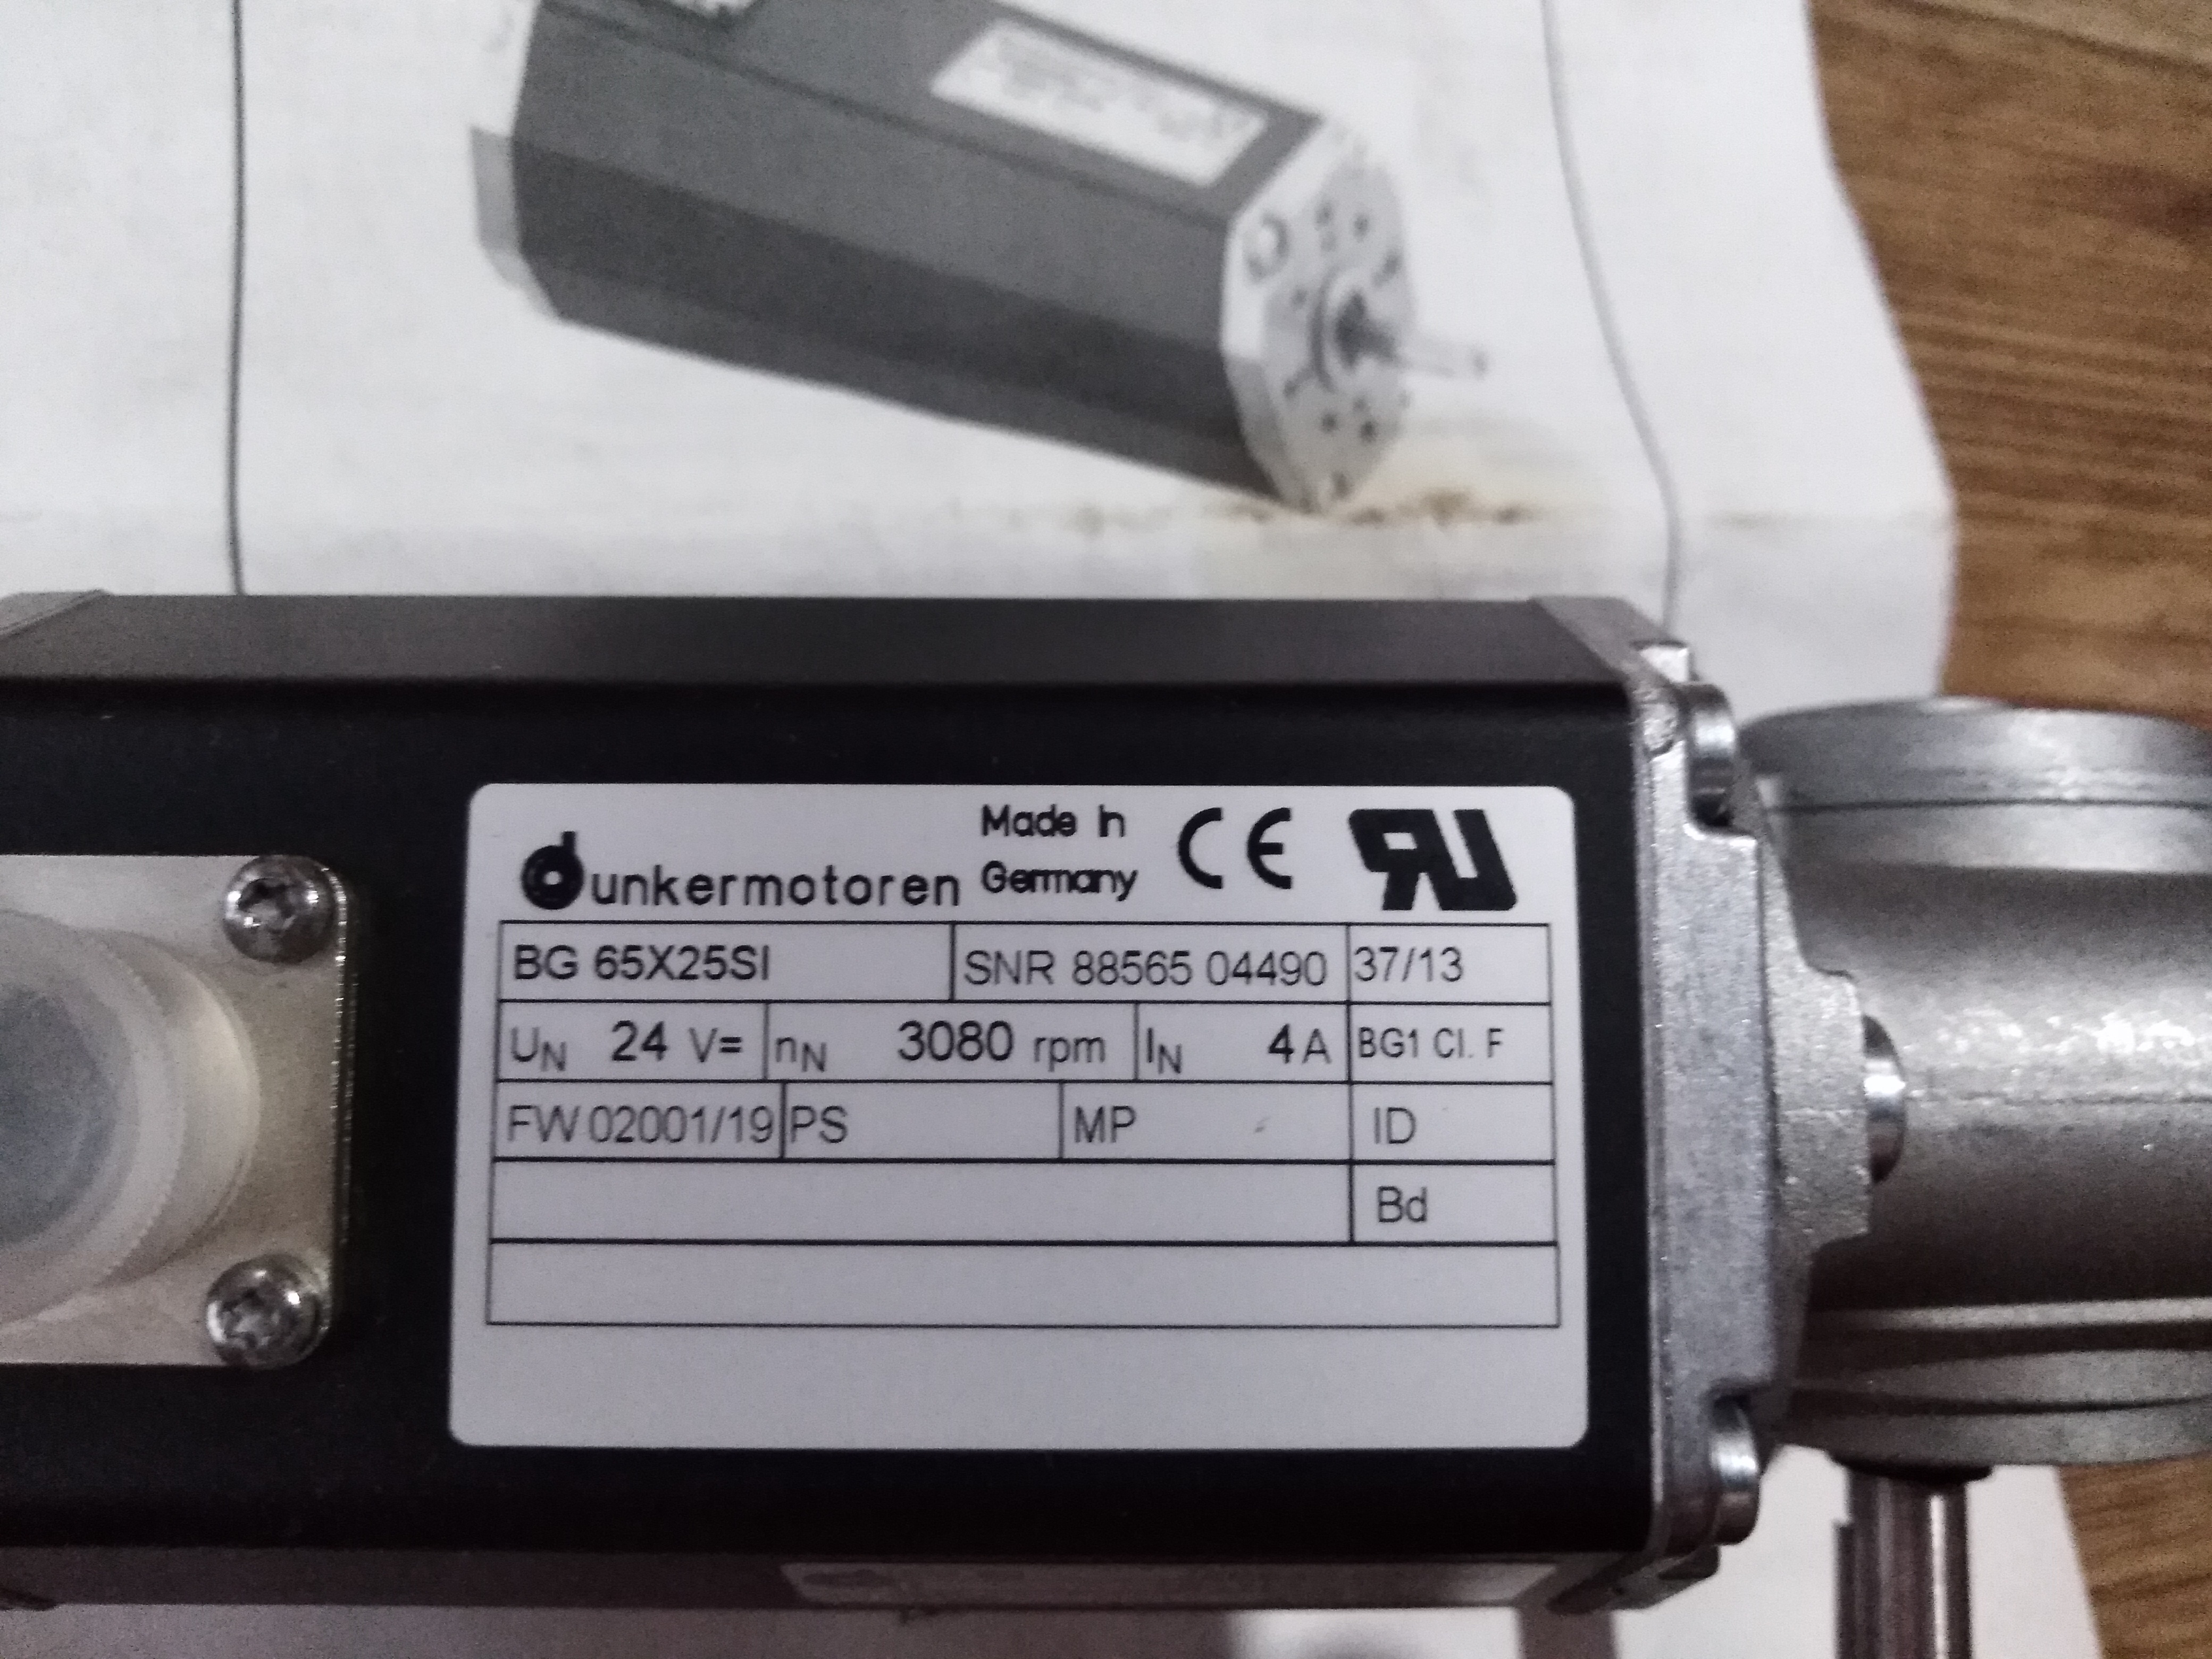 dunkermotoren
Made in
Germany
CE
BG 65X25SI SNR 88565 04490 37/13
UN 24 V= nN 3080 rpm IN 4 A BG1 Cl. F
FW 02001/19 PS MP ID
Bd